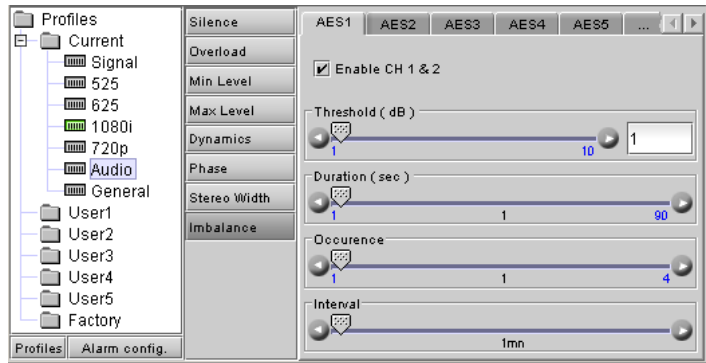 Profiles
Current
Signal
525
625
1080i
720p
Audio
General
User1
User2
User3
User4
User5
Factory
Profiles
Alarm config.
Silence
Overload
Min Level
Max Level
Dynamics
Phase
Stereo Width
Imbalance
AES1 AES2 AES3 AES4 AES5 ...
Enable CH 1 & 2
Threshold ( dB )
1 10 1
Duration ( sec )
1 1 90
Occurence
1 1 4
Interval
1mn